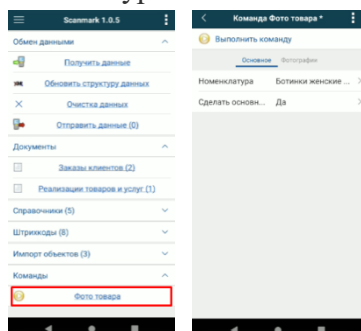 Scanmark 1.0.5
Обмен данными
Получить данные
Обновить структуру данных
Очистка данных
Отправить данные (0)
Документы
Заказы клиентов (2)
Реализации товаров и услуг (1)
Справочники (5)
Штрихкоды (8)
Импорт объектов (3)
Команды
Фото товара
Команда Фото товара *
Выполнить команду
Основное Фотографии
Номенклатура Ботинки женские ...
Сделать основн... Да